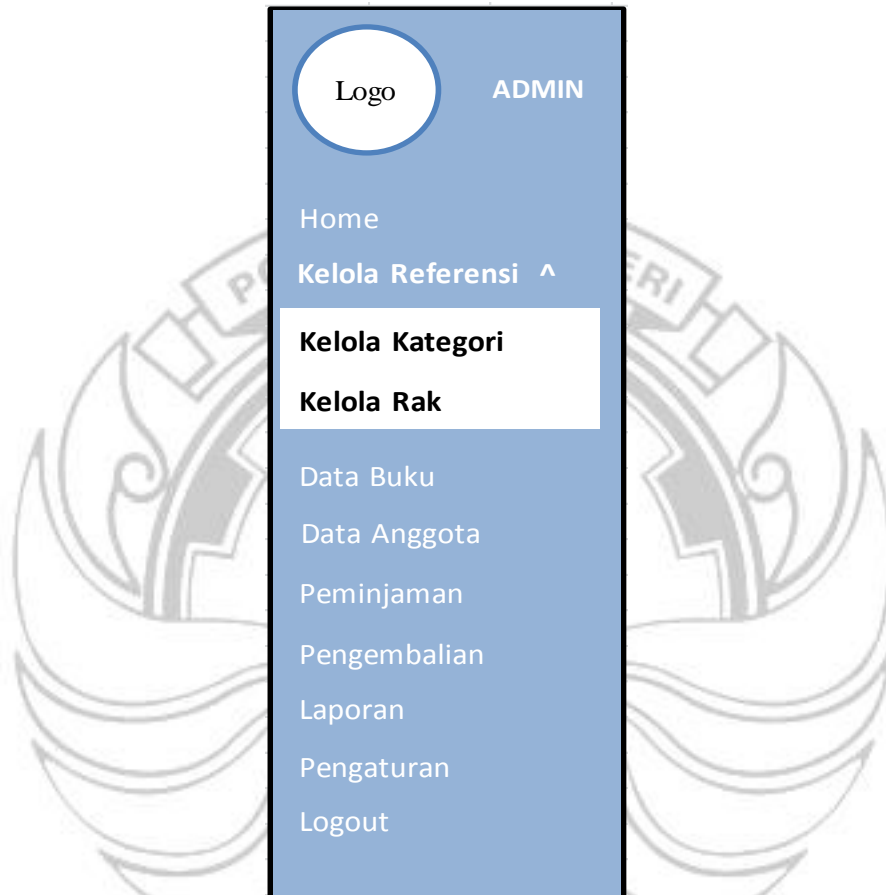 Logo
ADMIN
Home
Kelola Referensi ^
Kelola Kategori
Kelola Rak
Data Buku
Data Anggota
Peminjaman
Pengembalian
Laporan
Pengaturan
Logout